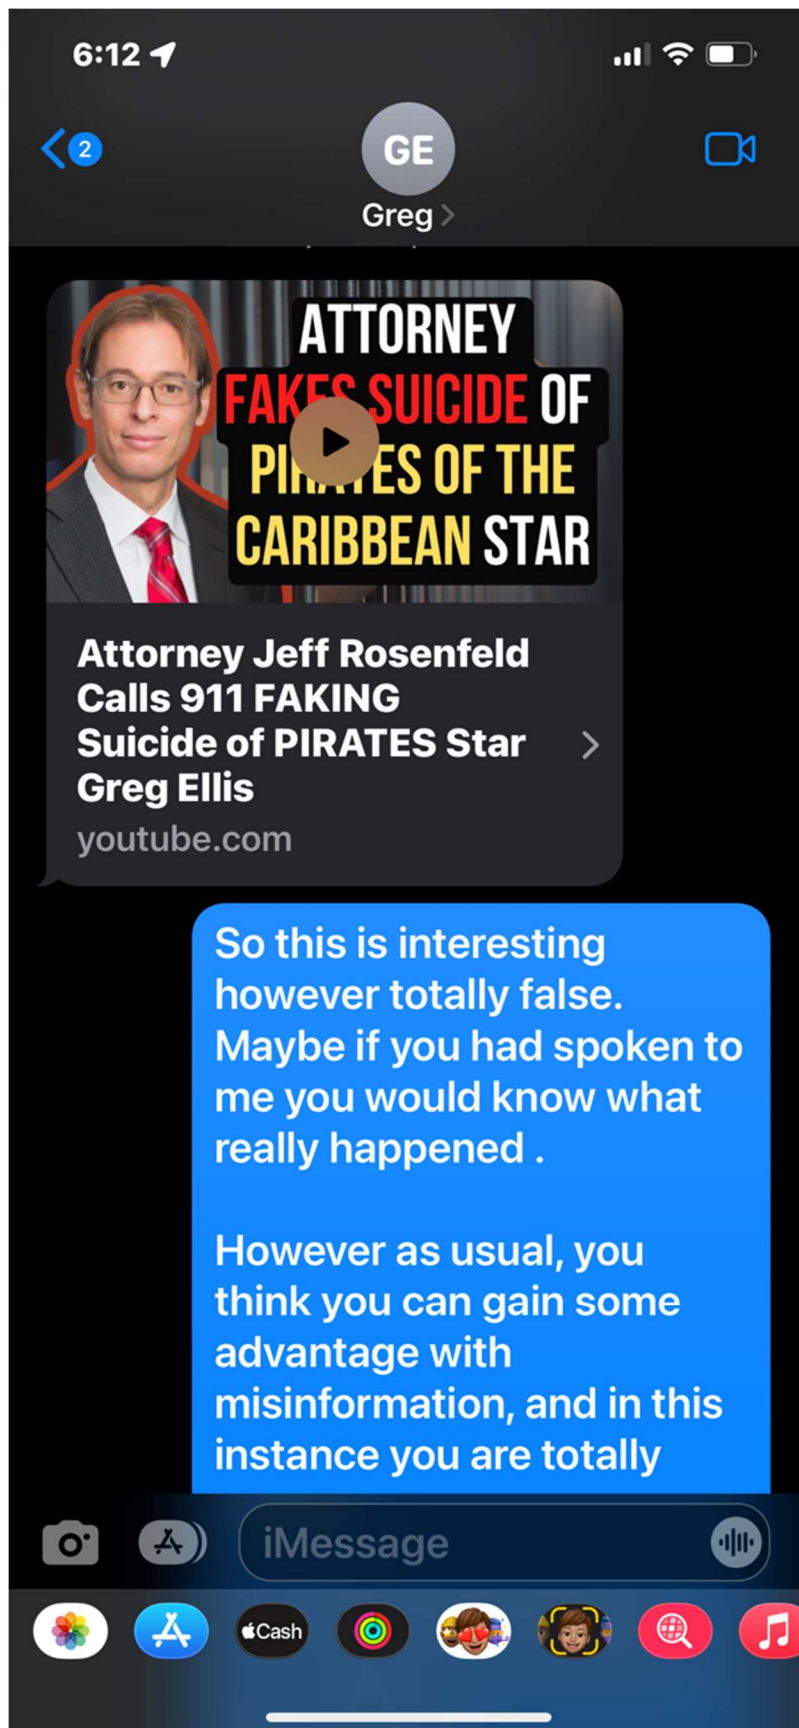 6:12
2
GE
Greg
ATTORNEY
FAKES SUICIDE OF
PIRATES OF THE
CARIBBEAN STAR
Attorney Jeff Rosenfeld
Calls 911 FAKING
Suicide of PIRATES Star
Greg Ellis
youtube.com
So this is interesting
however totally false.
Maybe if you had spoken to
me you would know what
really happened .
However as usual, you
think you can gain some
advantage with
misinformation, and in this
instance you are totally
iMessage
Cash